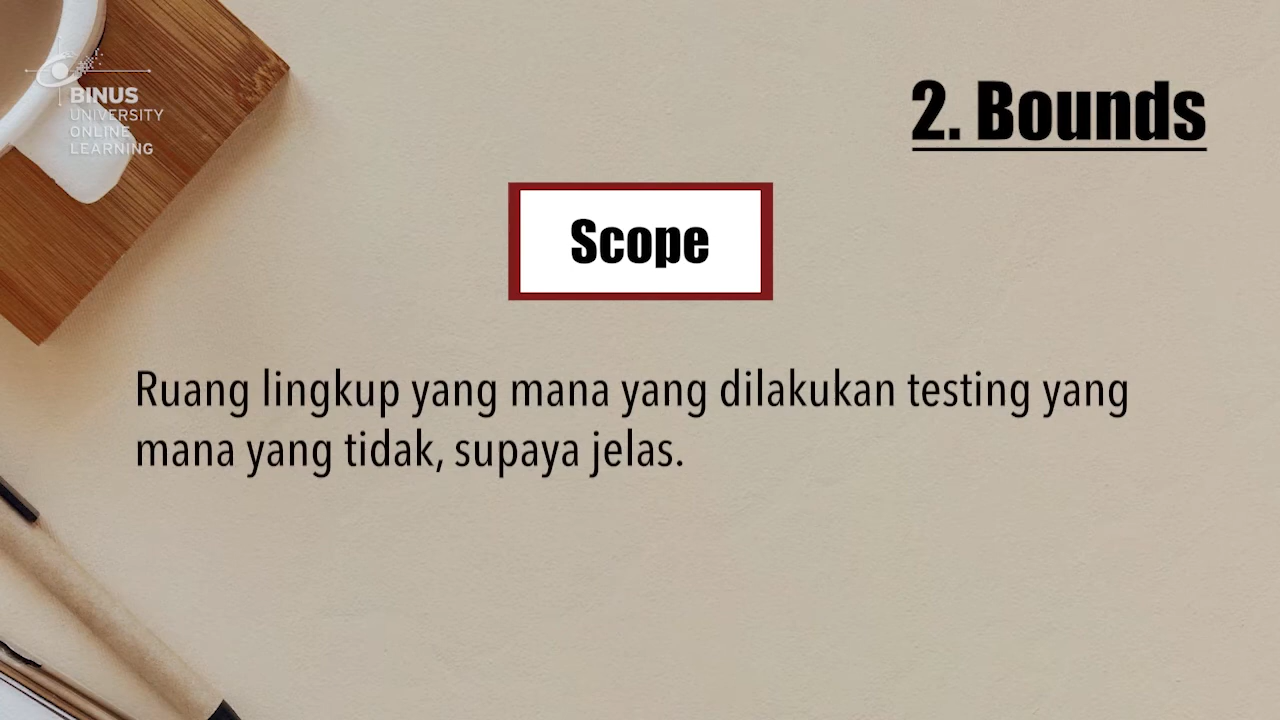 BINUS
UNIVERSITY
ONLINE
LEARNING
2. Bounds
Scope
Ruang lingkup yang mana yang dilakukan testing yang
mana yang tidak, supaya jelas.